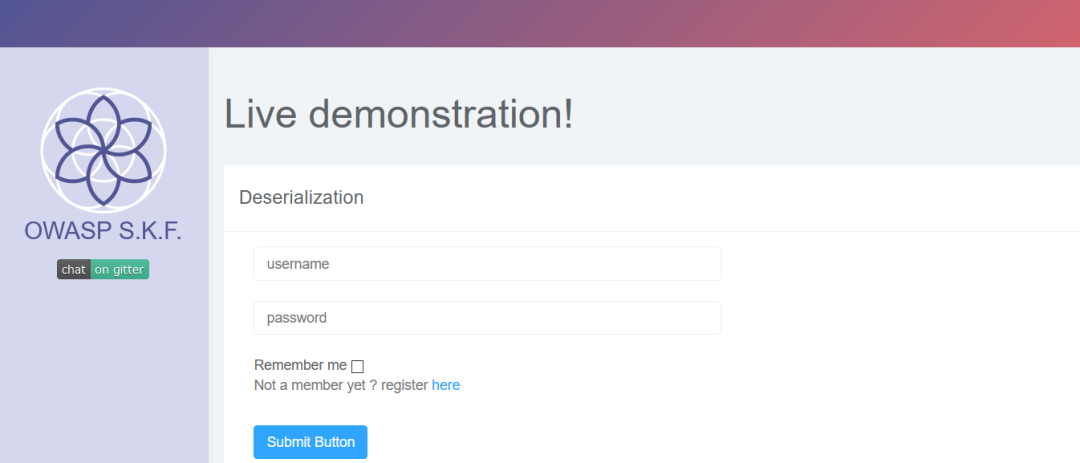 Live demonstration!
OWASP S.K.F.
chat on gitter
Deserialization
username
password
Remember me
Not a member yet ? register here
Submit Button